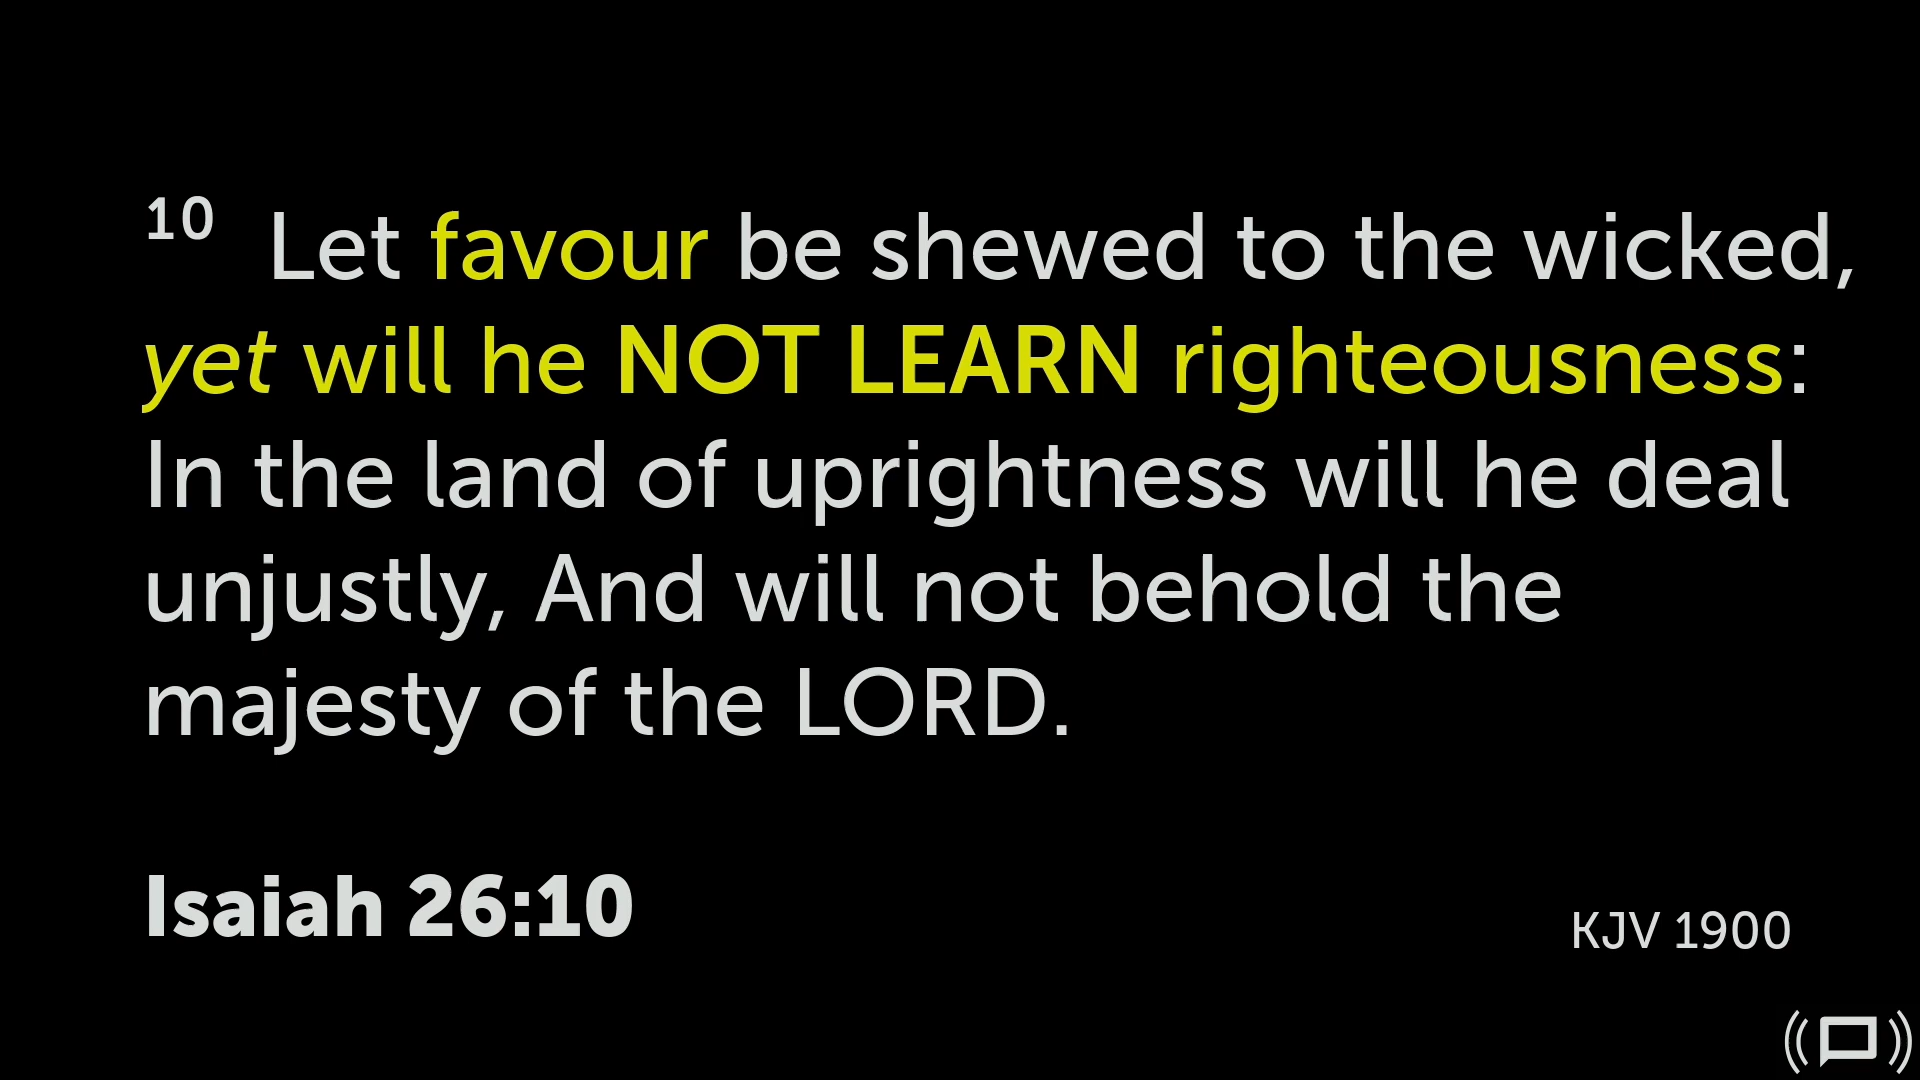 10 Let favour be shewed to the wicked,
yet will he NOT LEARN righteousness:
In the land of uprightness will he deal
unjustly, And will not behold the
majesty of the LORD.
Isaiah 26:10
KJV 1900